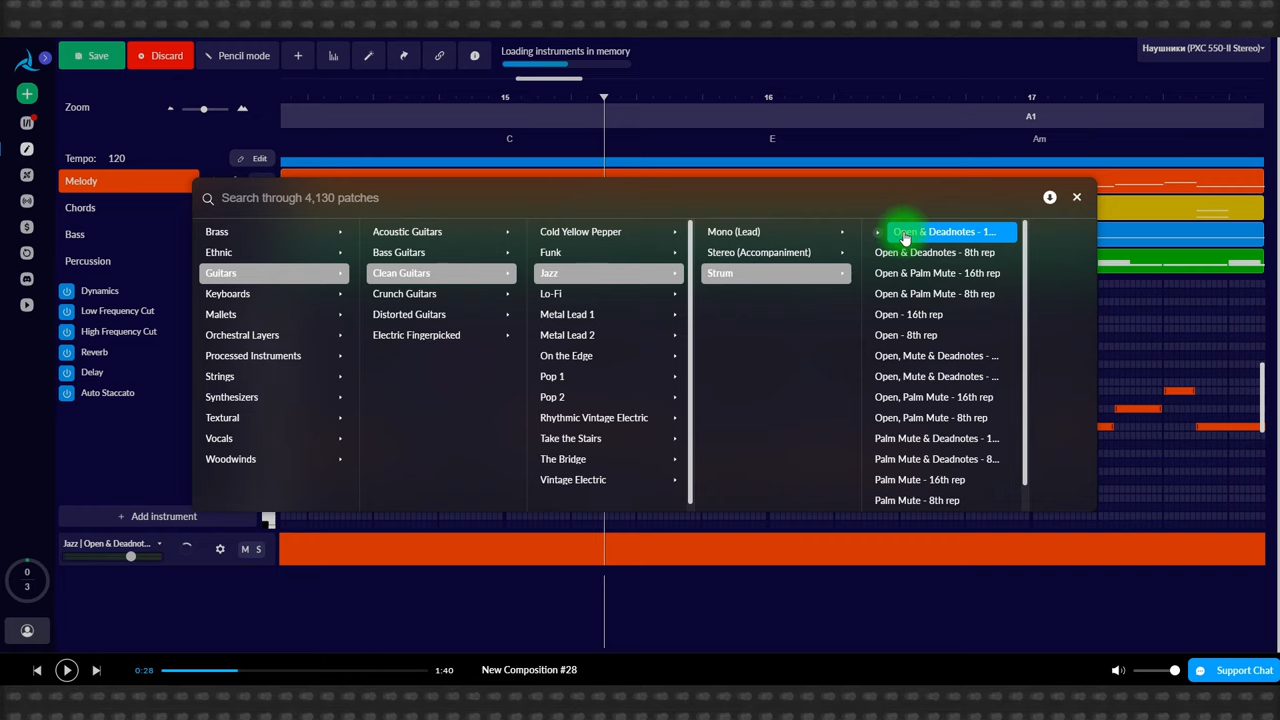 Save
Discard
Pencil mode
Loading instruments in memory
Наушники (PXC 550-II Stereo)
Zoom
15
16
17
A1
C
E
Am
Tempo: 120
Edit
Melody
Chords
Bass
Percussion
Dynamics
Low Frequency Cut
High Frequency Cut
Reverb
Delay
Auto Staccato
Search through 4,130 patches
Brass
Ethnic
Guitars
Keyboards
Mallets
Orchestral Layers
Processed Instruments
Strings
Synthesizers
Textural
Vocals
Woodwinds
Acoustic Guitars
Bass Guitars
Clean Guitars
Crunch Guitars
Distorted Guitars
Electric Fingerpicked
Cold Yellow Pepper
Funk
Jazz
Lo-Fi
Metal Lead 1
Metal Lead 2
On the Edge
Pop 1
Pop 2
Rhythmic Vintage Electric
Take the Stairs
The Bridge
Vintage Electric
Mono (Lead)
Stereo (Accompaniment)
Strum
Open & Deadnotes - 1...
Open & Deadnotes - 8th rep
Open & Palm Mute - 16th rep
Open & Palm Mute - 8th rep
Open - 16th rep
Open - 8th rep
Open, Mute & Deadnotes - ...
Open, Mute & Deadnotes - ...
Open, Palm Mute - 16th rep
Open, Palm Mute - 8th rep
Palm Mute & Deadnotes - 1...
Palm Mute & Deadnotes - 8...
Palm Mute - 16th rep
Palm Mute - 8th rep
+ Add instrument
Jazz | Open & Deadnot...
M S
0
3
0:28
1:40
New Composition #28
Support Chat